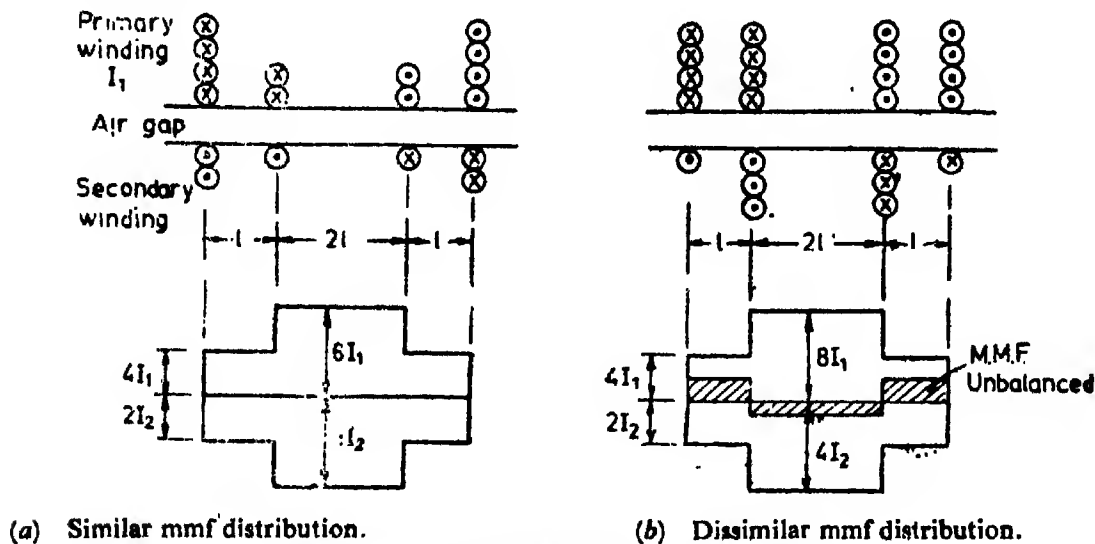 Primary
winding
I₁
Air gap
Secondary
winding
l 2l l
4I₁
6I₁
2I₂
l 2l l
4I₁
8I₁
2I₂
4I₂
M.M.F.
Unbalanced
(a) Similar mmf distribution.
(b) Dissimilar mmf distribution.